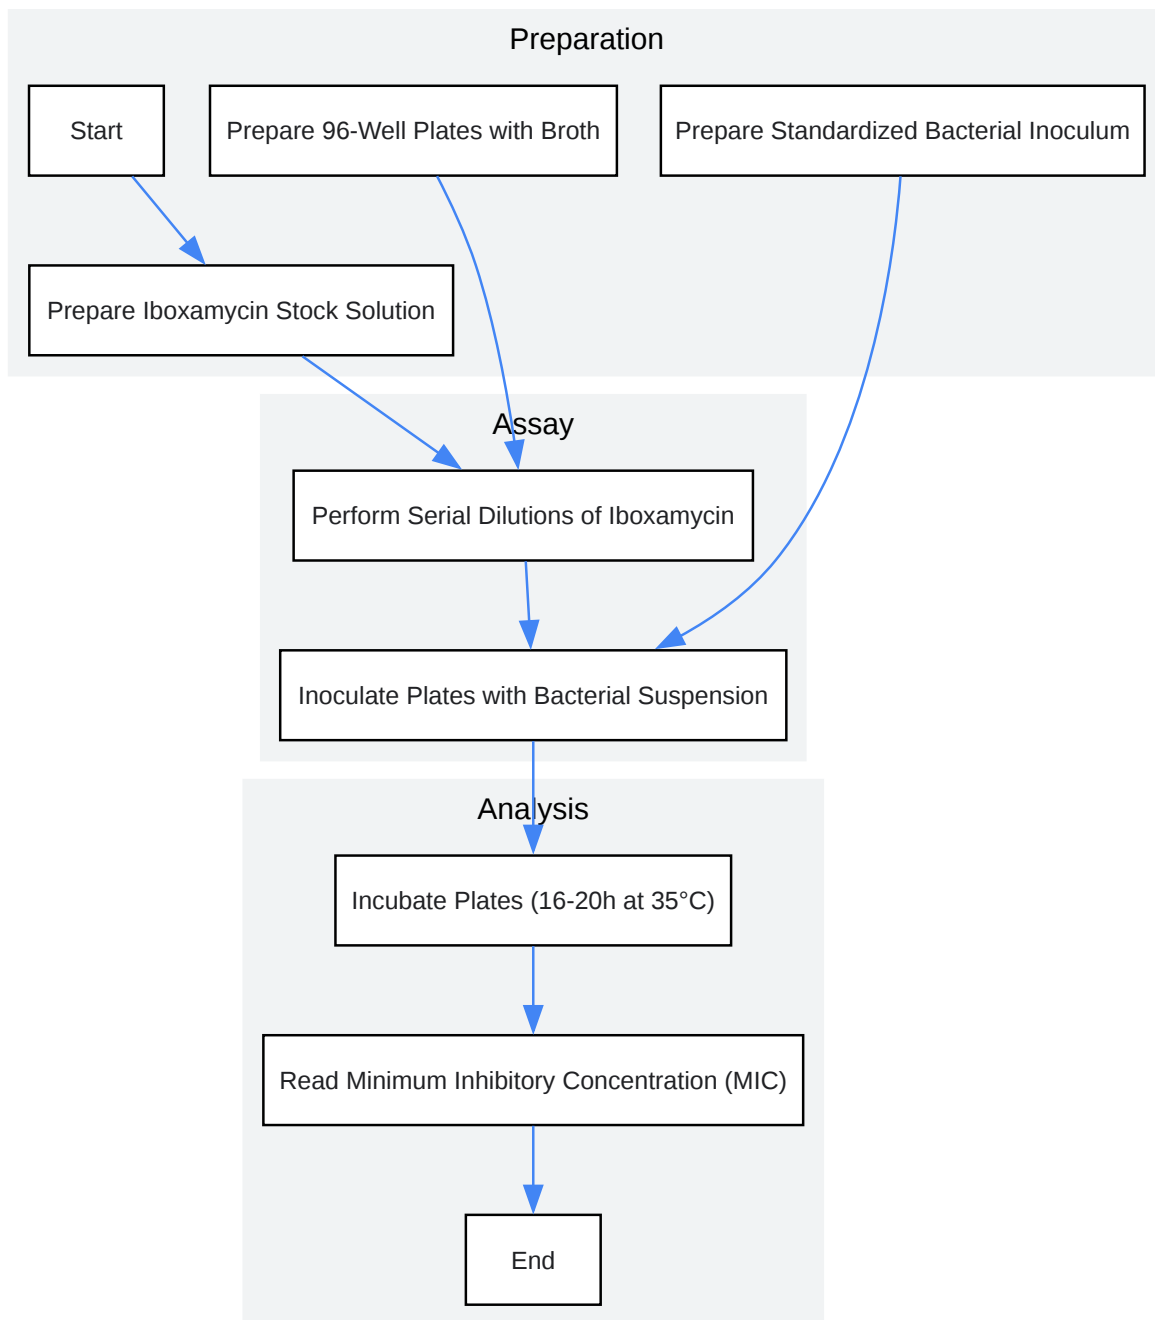 Preparation
Start
Prepare 96-Well Plates with Broth
Prepare Standardized Bacterial Inoculum
Prepare Iboxamycin Stock Solution
Assay
Perform Serial Dilutions of Iboxamycin
Inoculate Plates with Bacterial Suspension
Analysis
Incubate Plates (16-20h at 35°C)
Read Minimum Inhibitory Concentration (MIC)
End